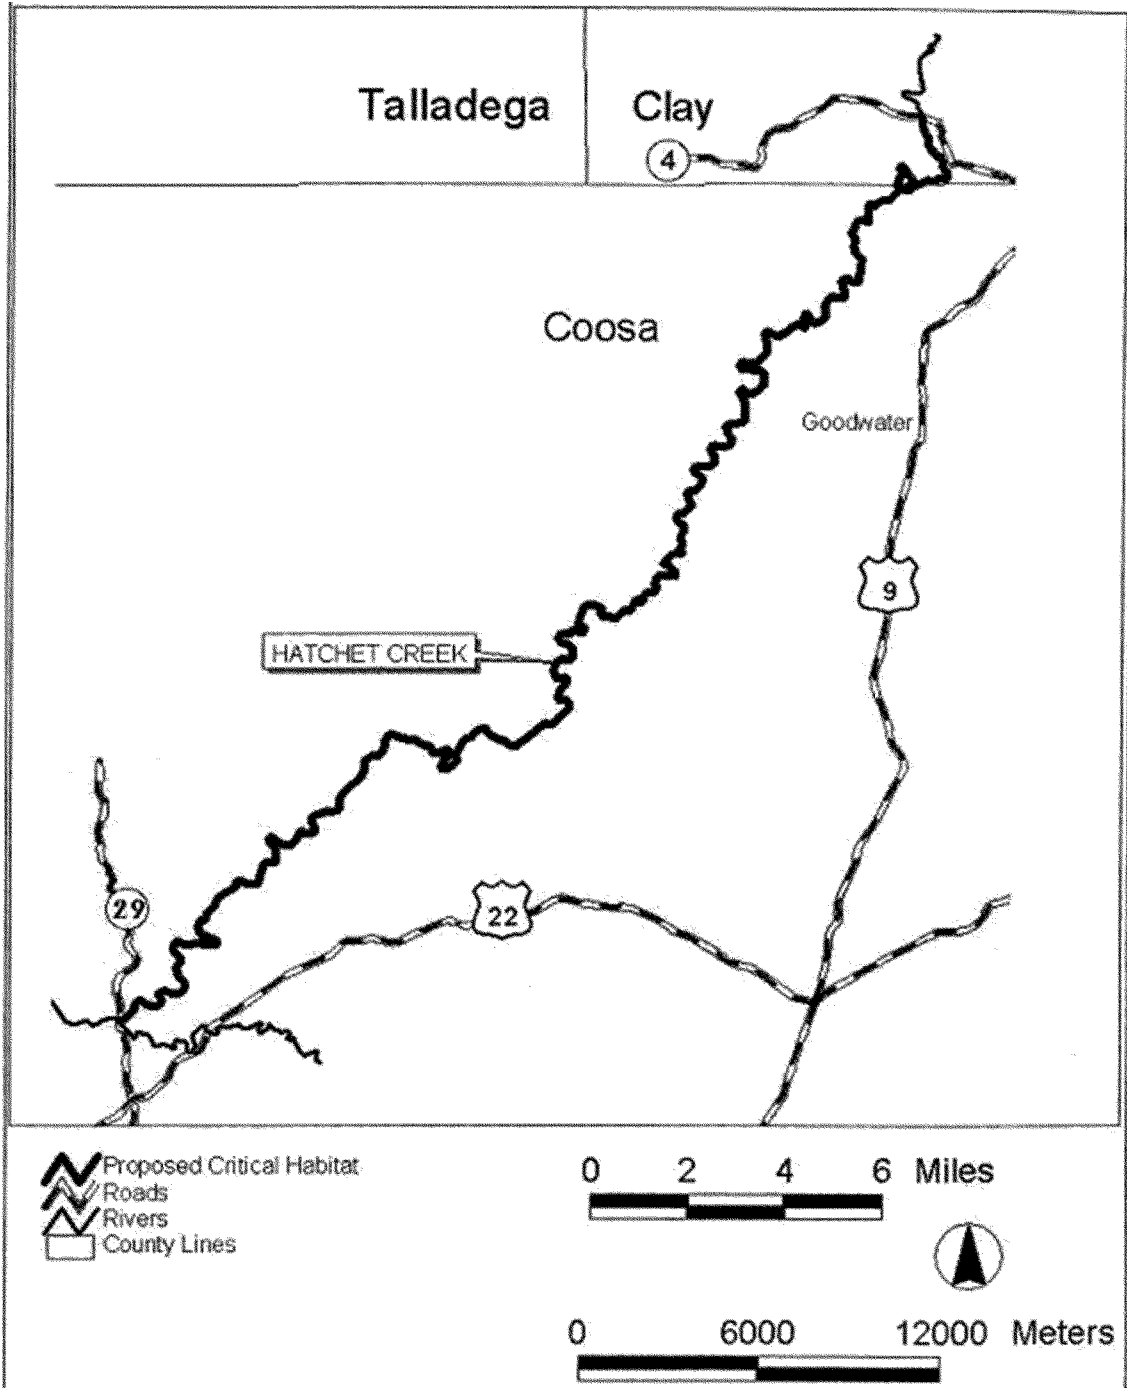 Talladega
Clay
4
Coosa
Goodwater
9
HATCHET CREEK
29
22
Proposed Critical Habitat
Roads
Rivers
County Lines
0 2 4 6 Miles
0 6000 12000 Meters